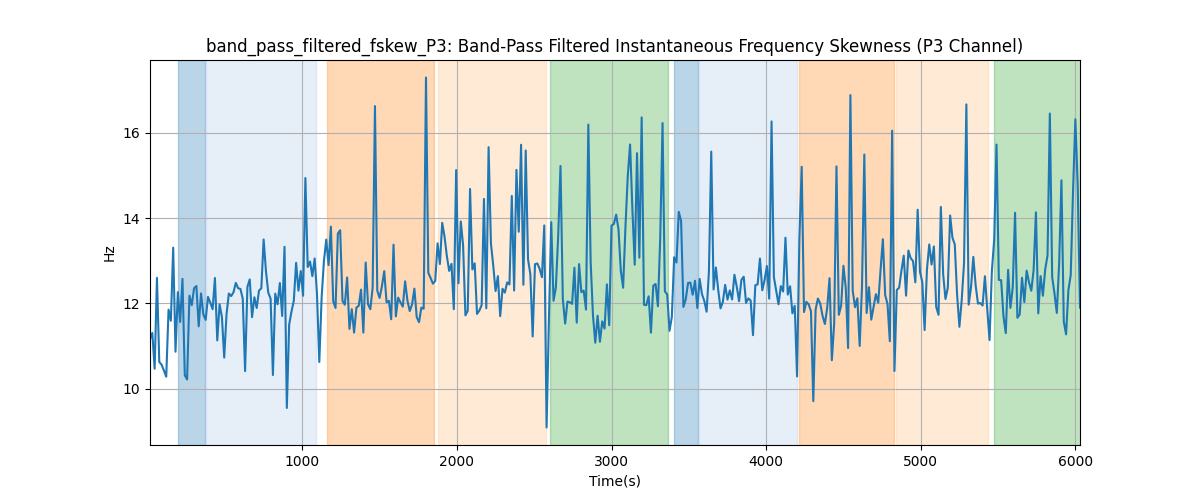 band_pass_filtered_fskew_P3: Band-Pass Filtered Instantaneous Frequency Skewness (P3 Channel)
16
14
12
10
Hz
1000 2000 3000 4000 5000 6000
Time(s)